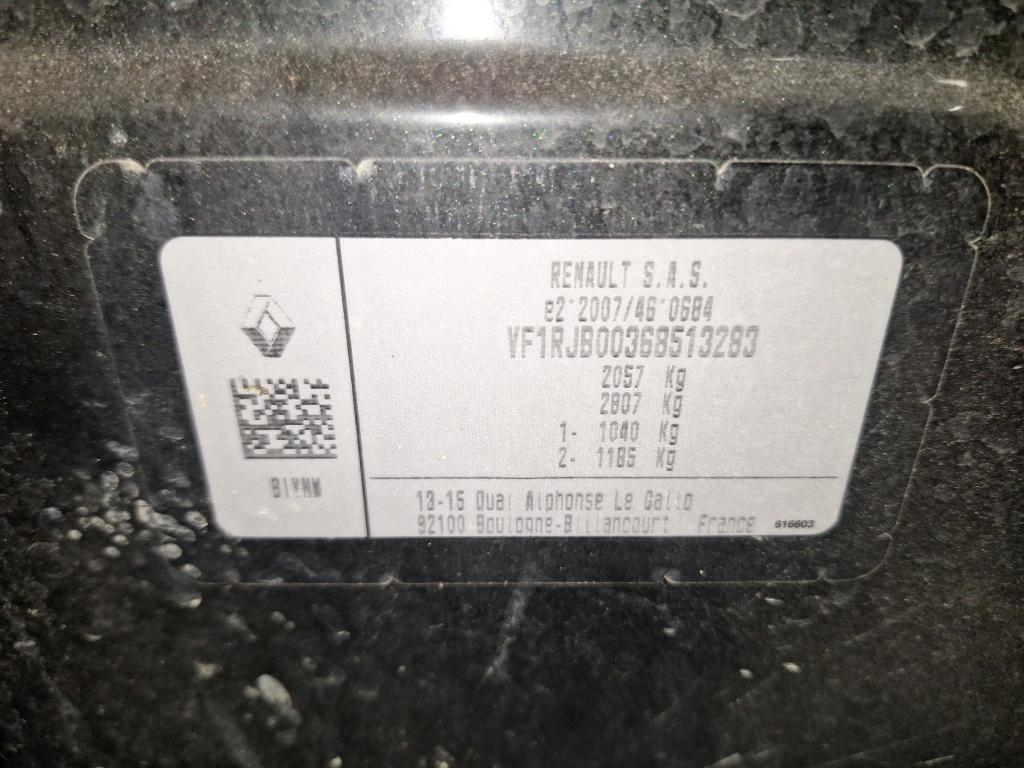 RENAULT S.A.S.
e2*2007/46*0684
VF1RJB00368513283
2057 Kg
2807 Kg
1- 1040 Kg
2- 1185 Kg
BIYMM
13-15 Quai Alphonse Le Gallo
92100 Boulogne-Billancourt France
616603